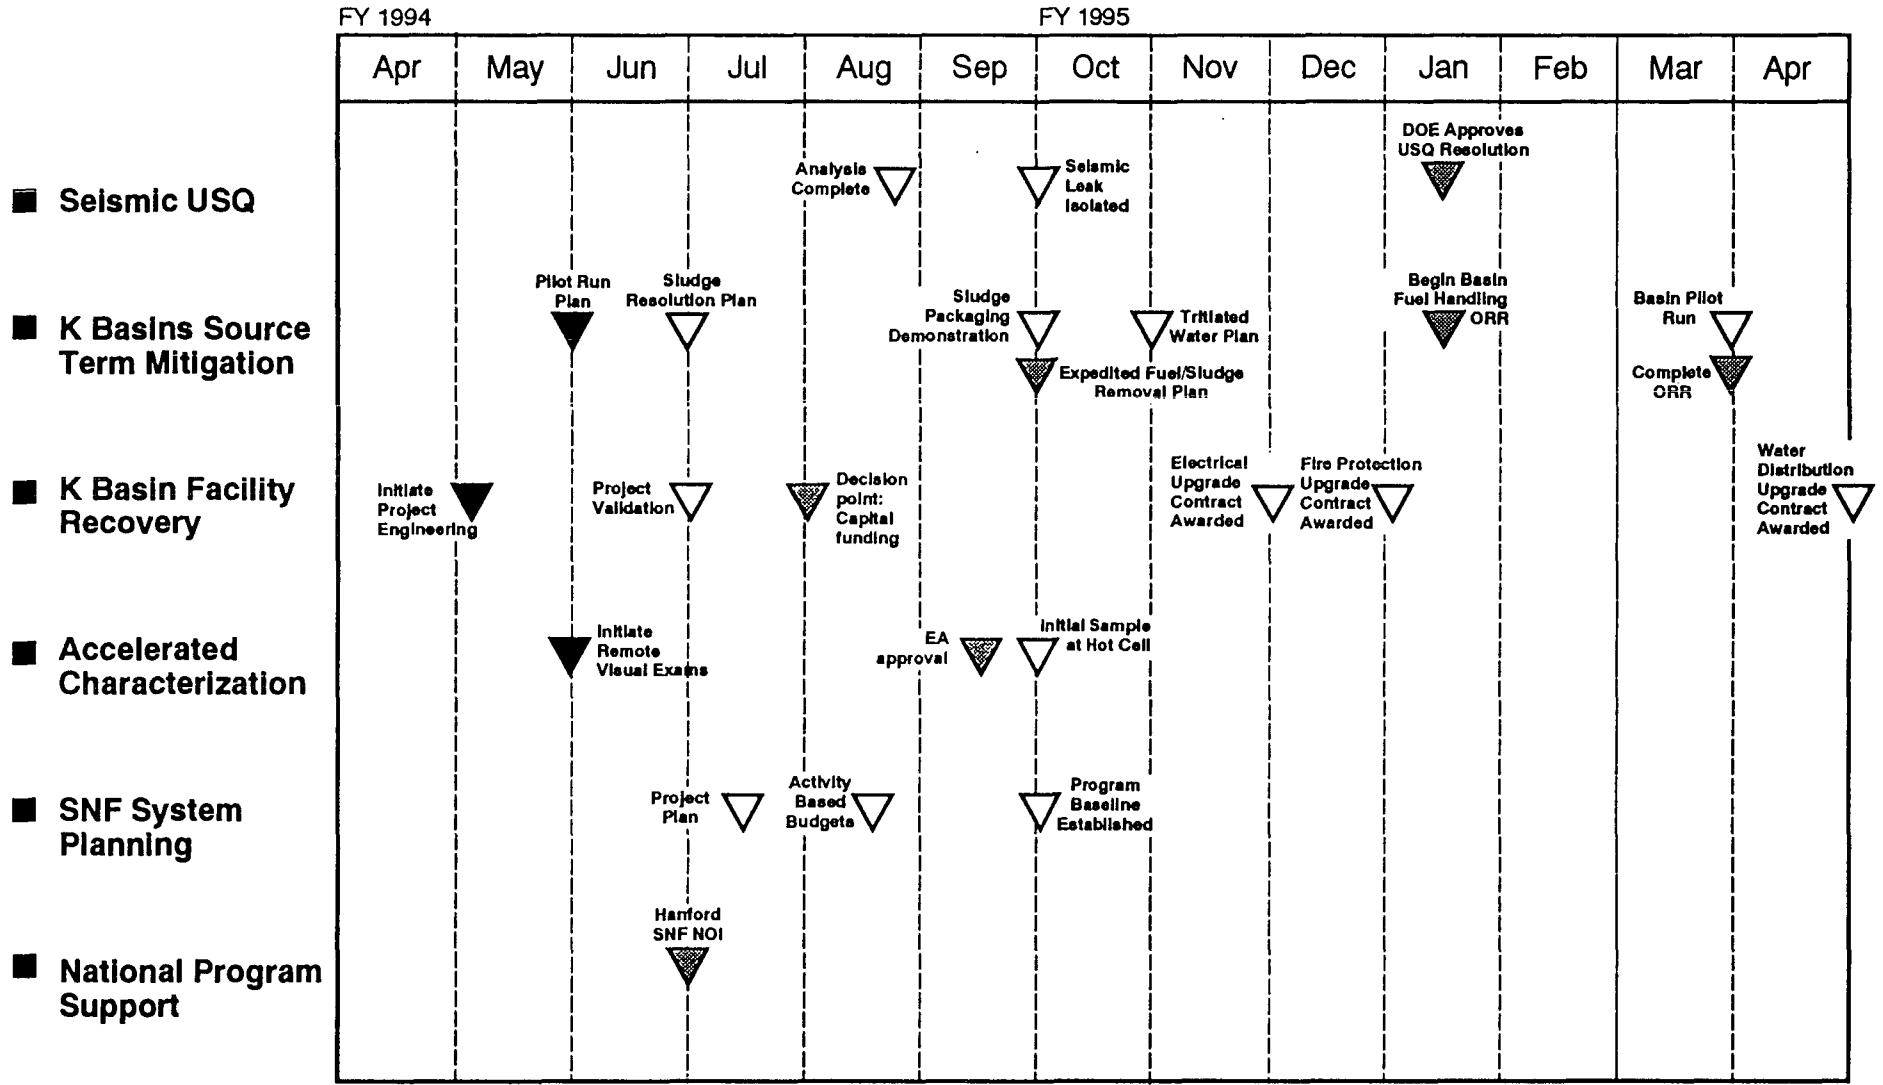 FY 1994
FY 1995
Apr May Jun Jul Aug Sep Oct Nov Dec Jan Feb Mar Apr
Seismic USQ
Analysis
Complete
Seismic
Leak
Isolated
DOE Approves
USQ Resolution
K Basins Source
Term Mitigation
Pilot Run
Plan
Sludge
Resolution Plan
Sludge
Packaging
Demonstration
Tritiated
Water Plan
Expedited Fuel/Sludge
Removal Plan
Begin Basin
Fuel Handling
ORR
Basin Pilot
Run
Complete
ORR
K Basin Facility
Recovery
Initiate
Project
Engineering
Project
Validation
Decision
point:
Capital
funding
Electrical
Upgrade
Contract
Awarded
Fire Protection
Upgrade
Contract
Awarded
Water
Distribution
Upgrade
Contract
Awarded
Accelerated
Characterization
Initiate
Remote
Visual Exams
EA
approval
Initial Sample
at Hot Cell
SNF System
Planning
Project
Plan
Activity
Based
Budgets
Program
Baseline
Established
National Program
Support
Hanford
SNF NOI